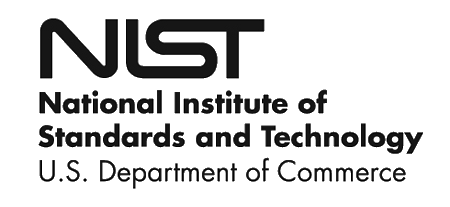 NIST
National Institute of
Standards and Technology
U.S. Department of Commerce